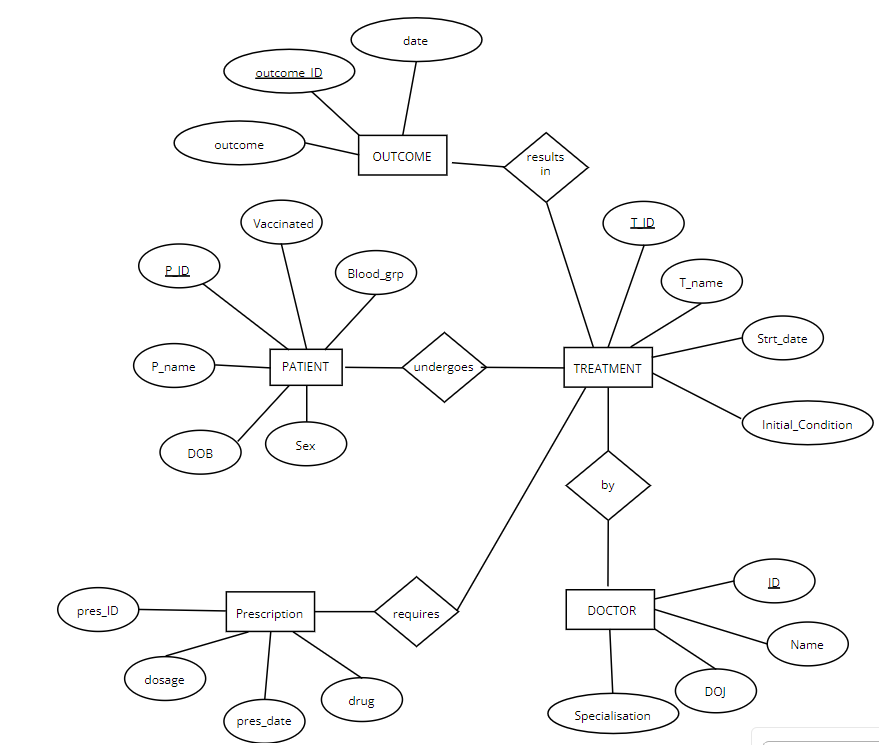 date
outcome_ID
outcome
OUTCOME
results
in
Vaccinated
T_ID
P_ID
Blood_grp
T_name
P_name
PATIENT
undergoes
TREATMENT
Strt_date
Initial_Condition
DOB
Sex
by
pres_ID
Prescription
requires
DOCTOR
ID
Name
dosage
pres_date
drug
Specialisation
DOJ